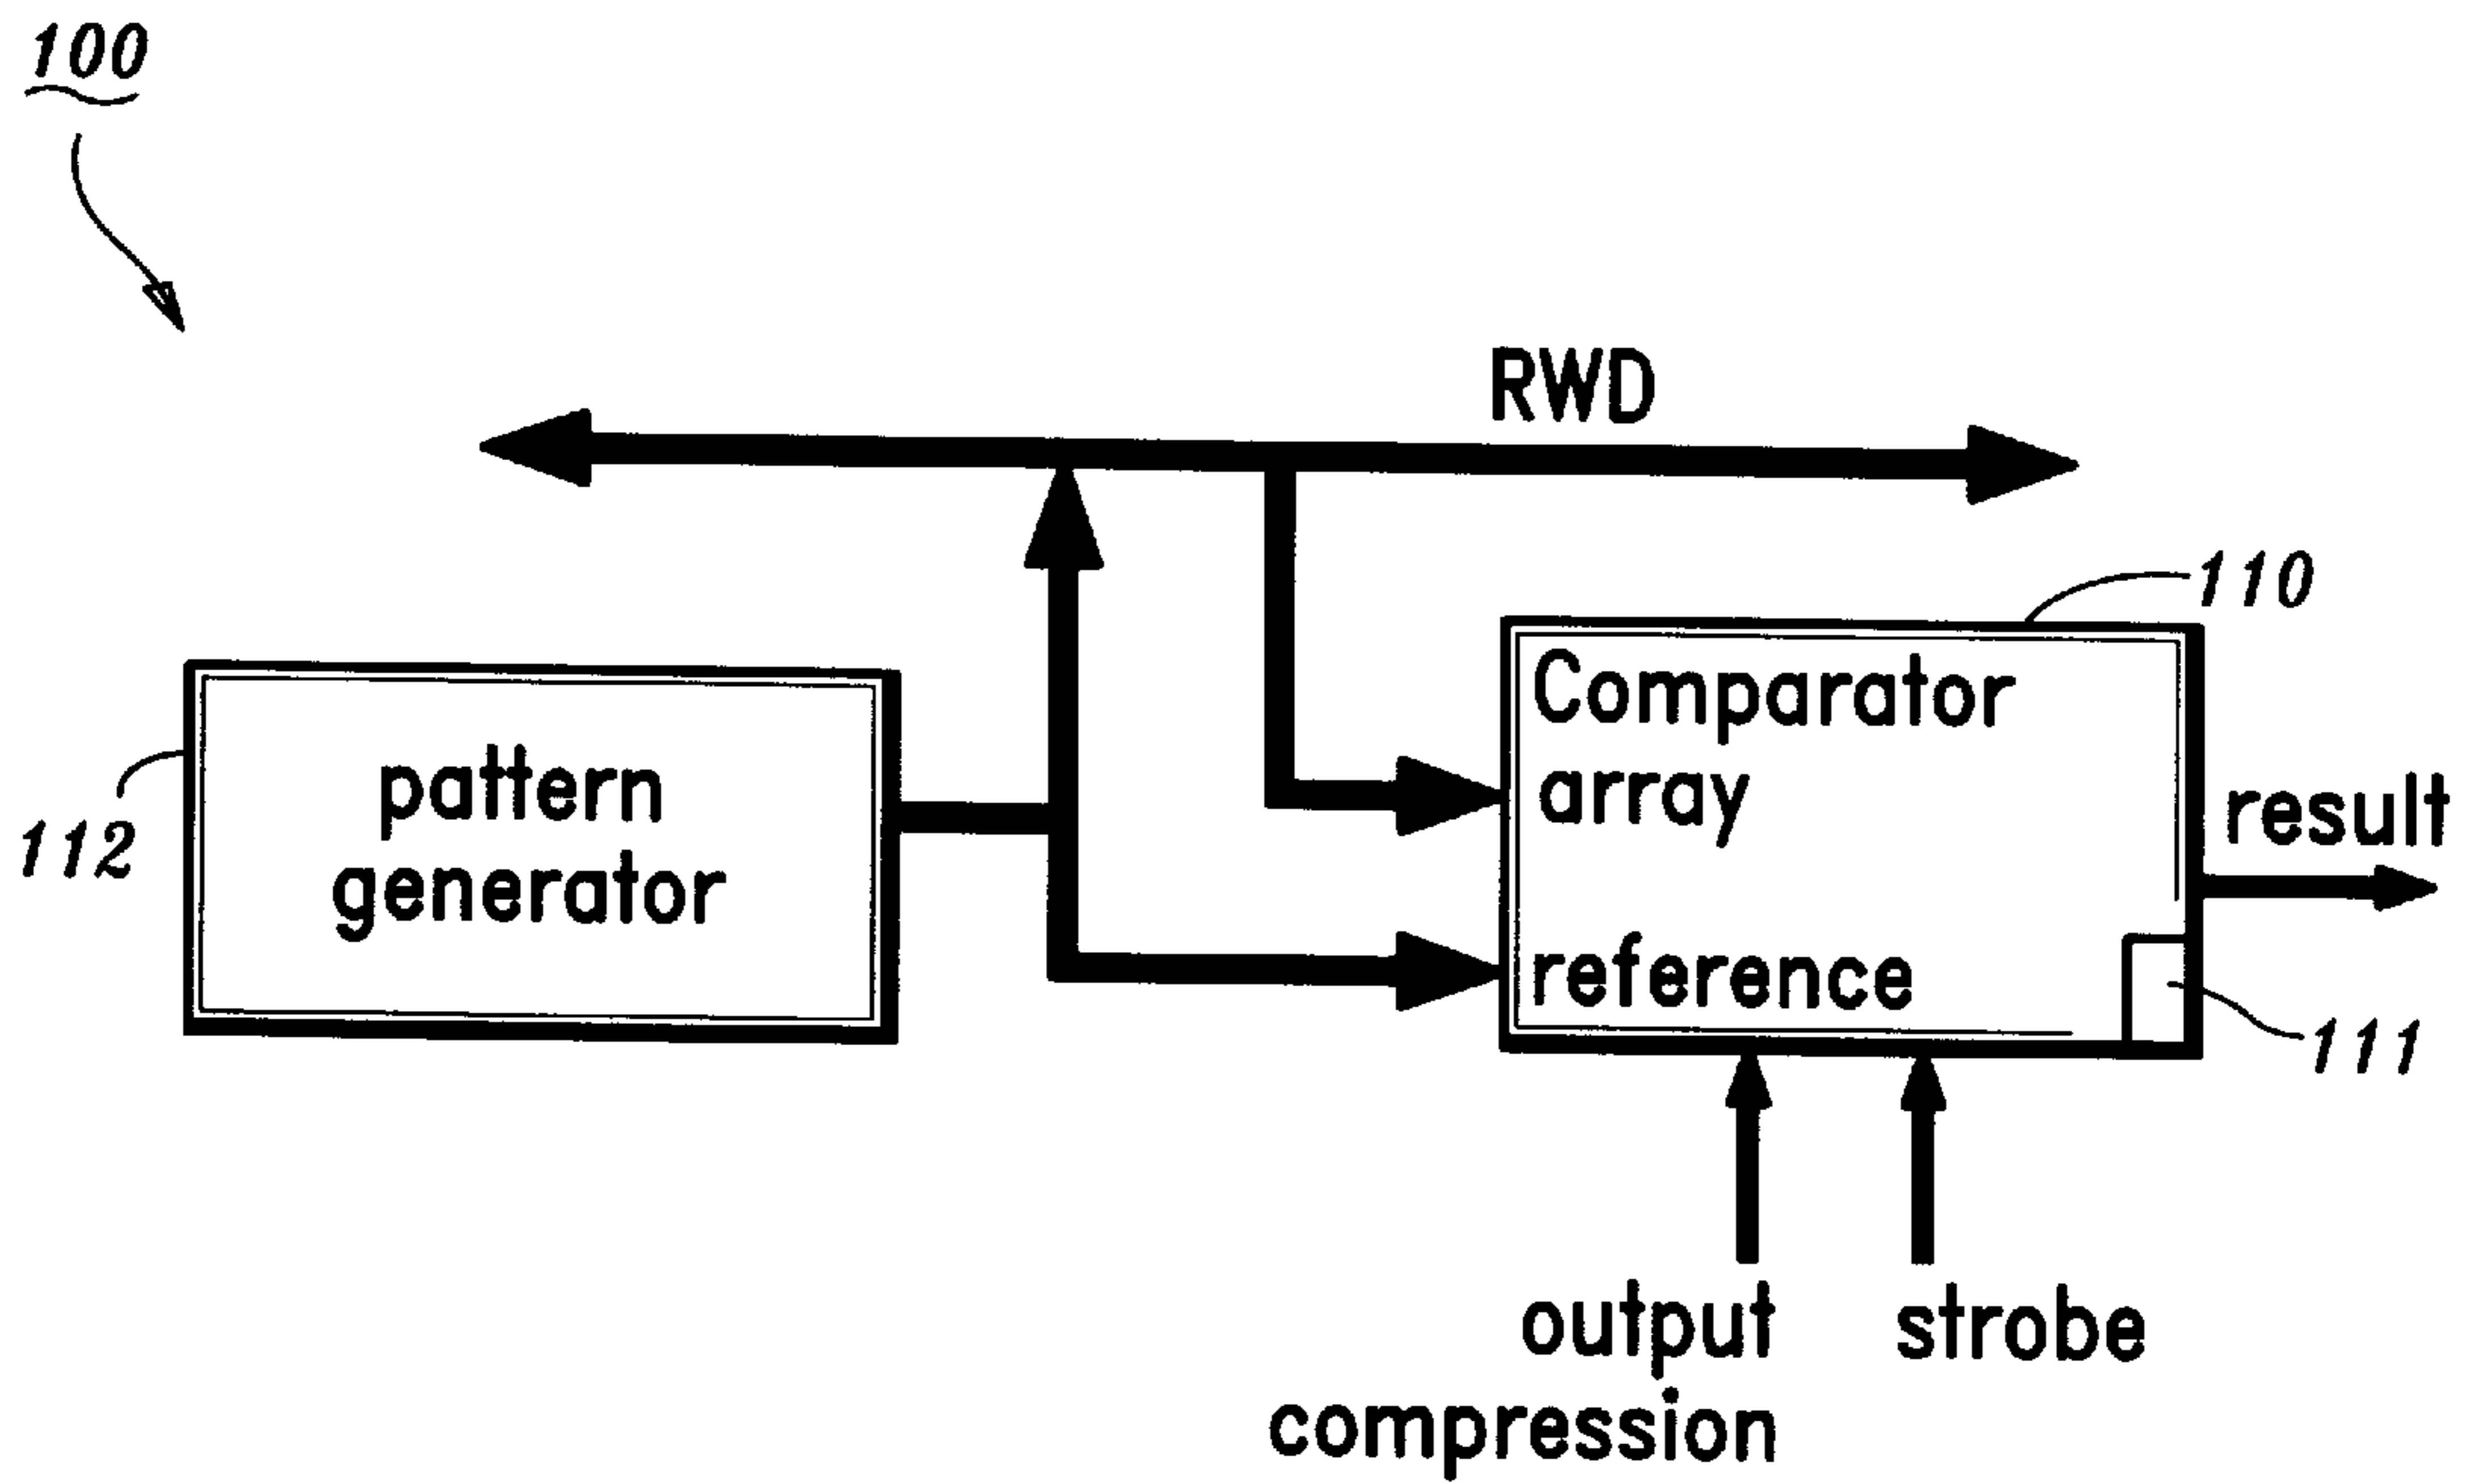 100
RWD
110
Comparator
array
pattern
generator
112
result
reference
111
output
compression
strobe